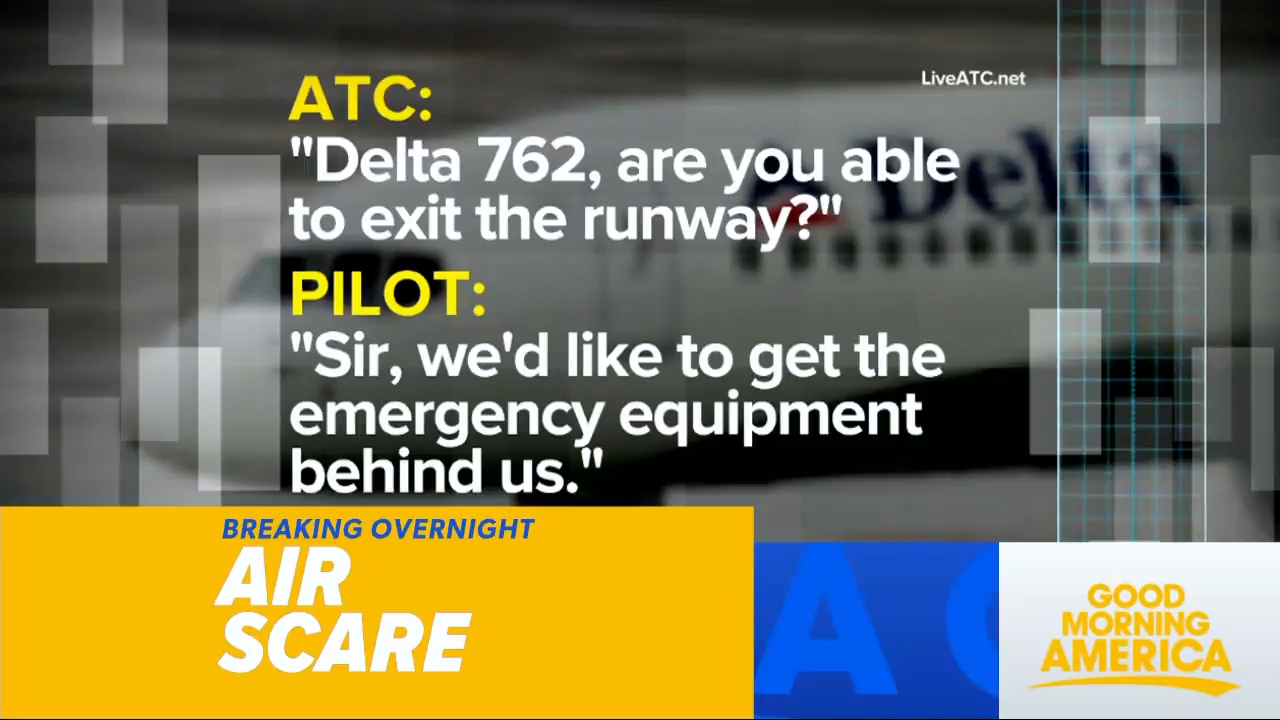 LiveATC.net
ATC:
"Delta 762, are you able
to exit the runway?"
PILOT:
"Sir, we'd like to get the
emergency equipment
behind us."
Delta
BREAKING OVERNIGHT
AIR
SCARE
GOOD
MORNING
AMERICA